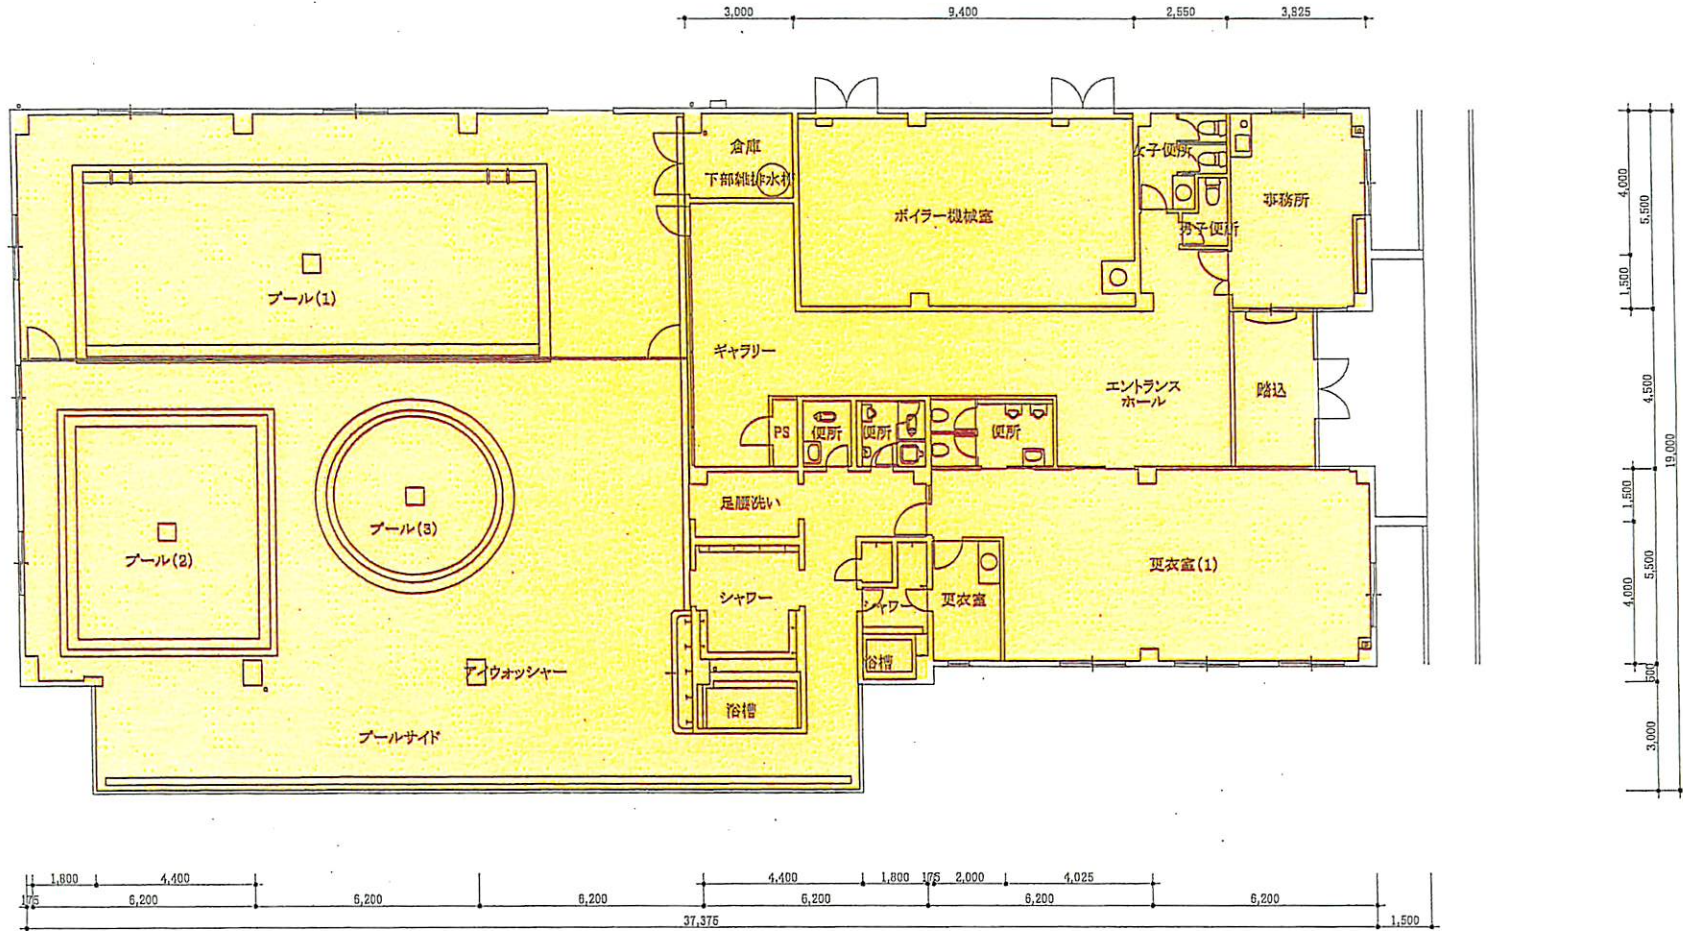 3,000 9,400 2,550 3,825
倉庫
下部雑排水枡
女子便所
ボイラー機械室
事務所
男子便所
プール(1)
ギャラリー
エントランス
ホール
踏込
PS
便所
便所
便所
足腰洗い
プール(3)
プール(2)
更衣室(1)
シャワー
シャワー
更衣室
アイウォッシャー
浴槽
浴槽
プールサイド
4,000
5,500
1,500
4,500
19,000
1,500
5,500
4,000
500
3,000
1,800 4,400 4,400 1,800 175 2,000 4,025
175 6,200 6,200 6,200 6,200 6,200 6,200
37,375 1,500